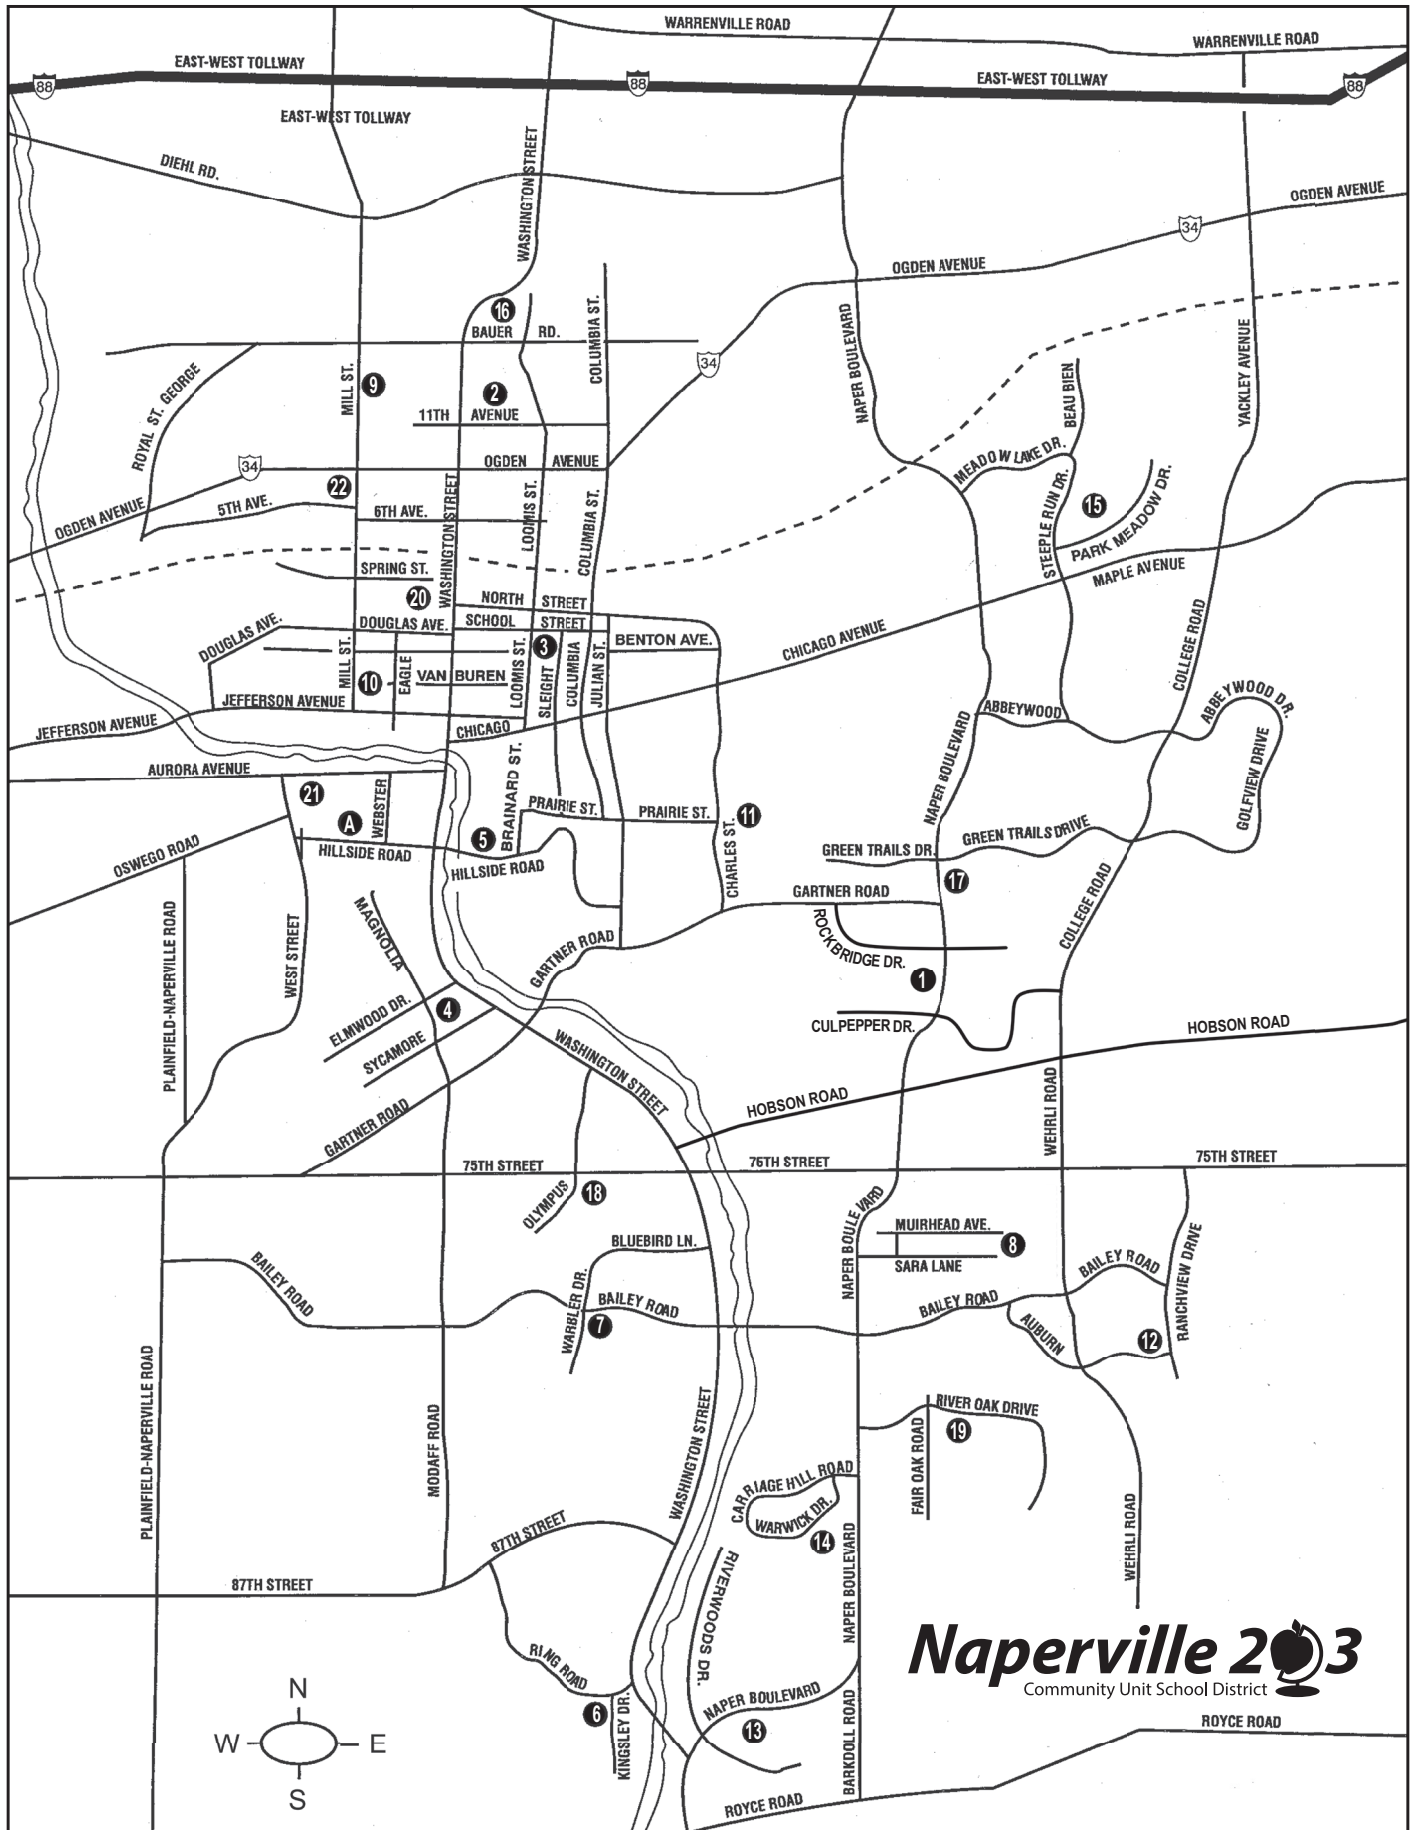 WARRENVILLE ROAD
WARRENVILLE ROAD
EAST-WEST TOLLWAY
88
88
EAST-WEST TOLLWAY
88
EAST-WEST TOLLWAY
DIEHL RD.
WASHINGTON STREET
OGDEN AVENUE
34
OGDEN AVENUE
16
BAUER RD.
COLUMBIA ST.
NAPER BOULEVARD
YACKLEY AVENUE
34
ROYAL ST. GEORGE
MILL ST.
9
2
11TH AVENUE
BEAU BIEN
MEADOW LAKE DR.
34
OGDEN AVENUE
22
OGDEN AVENUE
5TH AVE.
6TH AVE.
WASHINGTON STREET
LOOMIS ST.
COLUMBIA ST.
STEEPLE RUN DR.
15
PARK MEADOW DR.
MAPLE AVENUE
SPRING ST.
20
NORTH STREET
DOUGLAS AVE.
DOUGLAS AVE.
SCHOOL STREET
3
BENTON AVE.
CHICAGO AVENUE
COLLEGE ROAD
MILL ST.
10
EAGLE
VAN BUREN
LOOMIS ST.
SLEIGHT
COLUMBIA
JULIAN ST.
JEFFERSON AVENUE
JEFFERSON AVENUE
CHICAGO
ABBEYWOOD
ABBEYWOOD DR.
AURORA AVENUE
21
A
WEBSTER
BRAINARD ST.
NAPER BOULEVARD
GOLFVIEW DRIVE
PRAIRIE ST.
PRAIRIE ST.
11
CHARLES ST.
5
HILLSIDE ROAD
HILLSIDE ROAD
OSWEGO ROAD
GREEN TRAILS DR.
GREEN TRAILS DRIVE
17
GARTNER ROAD
COLLEGE ROAD
PLAINFIELD-NAPERVILLE ROAD
WEST STREET
MAGNOLIA
GARTNER ROAD
ROCKBRIDGE DR.
1
ELMWOOD DR.
4
SYCAMORE
CULPEPPER DR.
HOBSON ROAD
WASHINGTON STREET
HOBSON ROAD
WEHRLI ROAD
GARTNER ROAD
75TH STREET
75TH STREET
75TH STREET
OLYMPUS
18
NAPER BOULEVARD
MUIRHEAD AVE.
8
SARA LANE
BLUEBIRD LN.
BAILEY ROAD
WARBLER DR.
BAILEY ROAD
7
BAILEY ROAD
BAILEY ROAD
RANCHVIEW DRIVE
AUBURN
12
PLAINFIELD-NAPERVILLE ROAD
MODAFF ROAD
WASHINGTON STREET
RIVER OAK DRIVE
19
FAIR OAK ROAD
CARRIAGE HILL ROAD
WARWICK DR.
14
WEHRLI ROAD
87TH STREET
87TH STREET
RIVERWOODS DR.
NAPER BOULEVARD
RING ROAD
6
KINGSLEY DR.
NAPER BOULEVARD
13
BARKDOLL ROAD
Naperville 203
Community Unit School District
ROYCE ROAD
ROYCE ROAD
N
W E
S